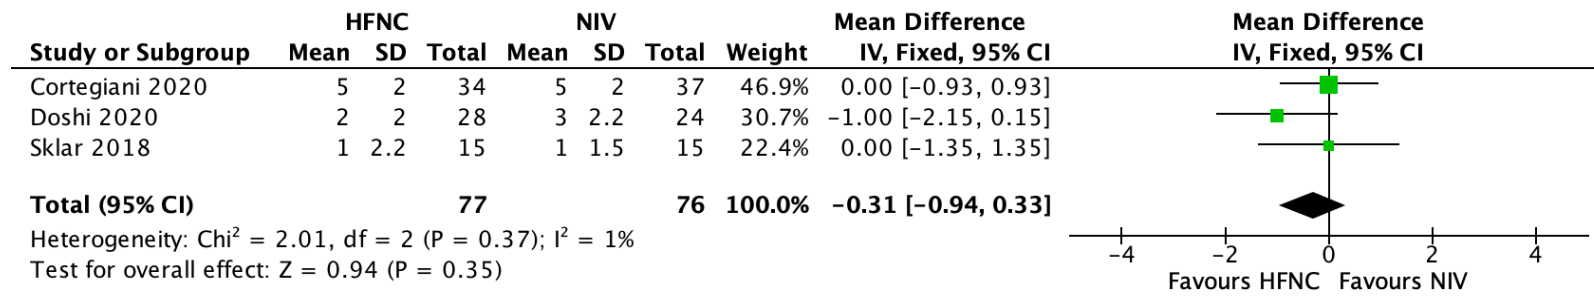 HFNC NIV Mean Difference Mean Difference
Study or Subgroup Mean SD Total Mean SD Total Weight IV, Fixed, 95% CI IV, Fixed, 95% CI
Cortegiani 2020 5 2 34 5 2 37 46.9% 0.00 [−0.93, 0.93]
Doshi 2020 2 2 28 3 2.2 24 30.7% −1.00 [−2.15, 0.15]
Sklar 2018 1 2.2 15 1 1.5 15 22.4% 0.00 [−1.35, 1.35]
Total (95% CI) 77 76 100.0% −0.31 [−0.94, 0.33]
Heterogeneity: Chi² = 2.01, df = 2 (P = 0.37); I² = 1%
Test for overall effect: Z = 0.94 (P = 0.35)
−4 −2 0 2 4
Favours HFNC Favours NIV